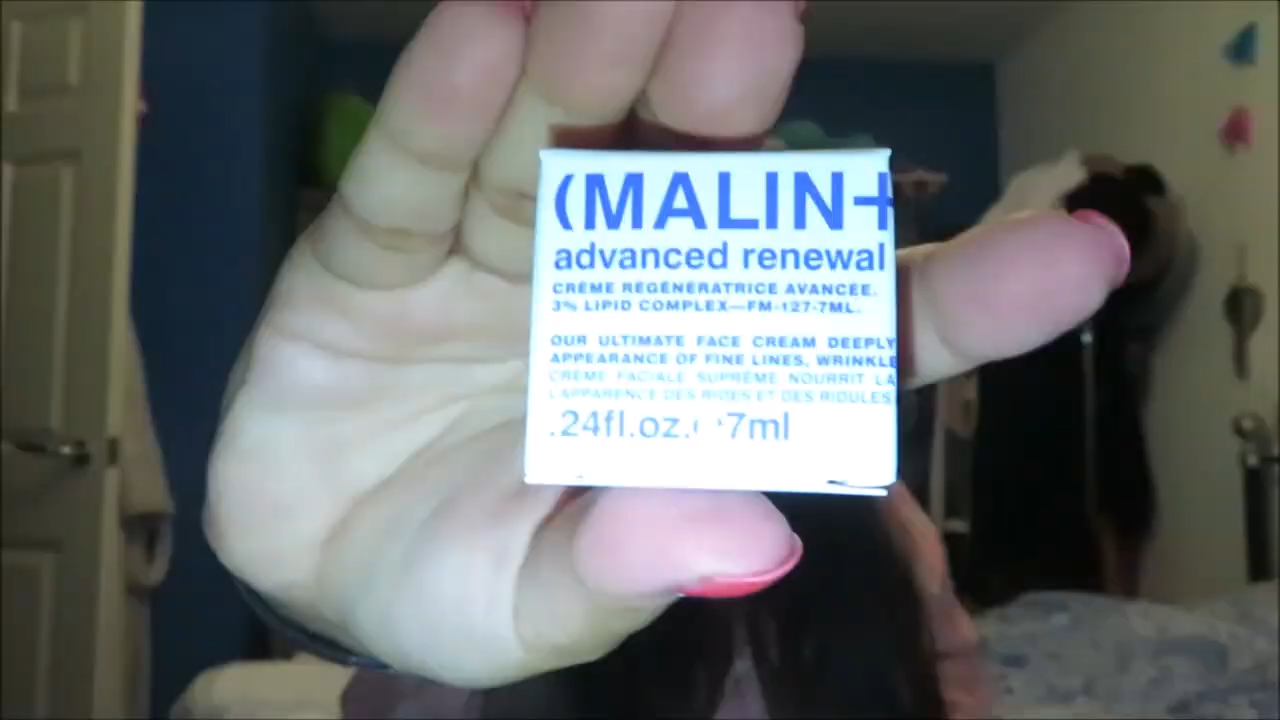 (MALIN+
advanced renewal
CRÈME RÉGÉNÉRATRICE AVANCÉE.
3% LIPID COMPLEX—FM-127-7ML.
OUR ULTIMATE FACE CREAM DEEPLY
APPEARANCE OF FINE LINES, WRINKLE
CRÈME FACIALE SUPRÊME NOURRIT LA
L'APPARENCE DES RIDES ET DES RIDULES
.24fl.oz. 7ml